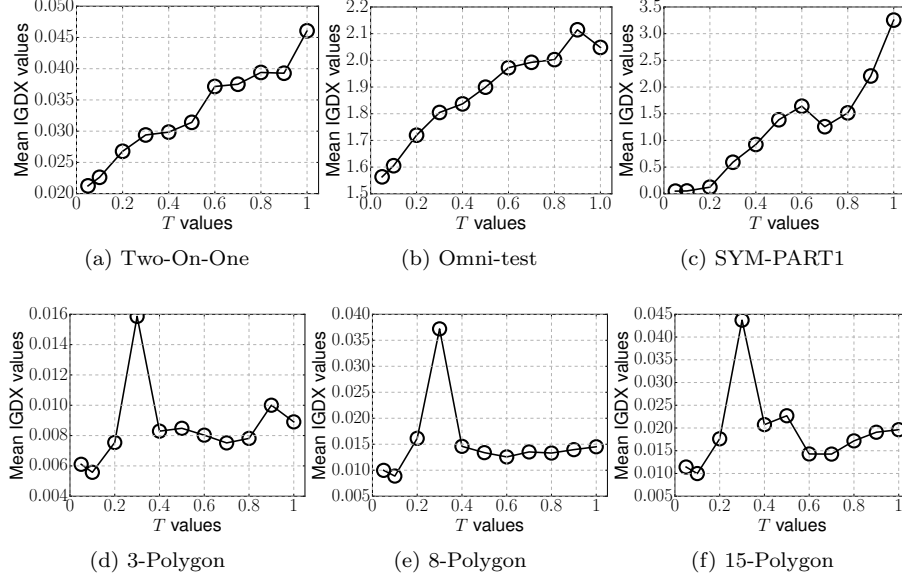 Mean IGDX values
0.050
0.045
0.040
0.035
0.030
0.025
0.020
0 0.2 0.4 0.6 0.8 1
T values
(a) Two-On-One
Mean IGDX values
2.2
2.1
2.0
1.9
1.8
1.7
1.6
1.5
0.0 0.2 0.4 0.6 0.8 1.0
T values
(b) Omni-test
Mean IGDX values
3.5
3.0
2.5
2.0
1.5
1.0
0.5
0.0
0 0.2 0.4 0.6 0.8 1
T values
(c) SYM-PART1
Mean IGDX values
0.016
0.014
0.012
0.010
0.008
0.006
0.004
0 0.2 0.4 0.6 0.8 1
T values
(d) 3-Polygon
Mean IGDX values
0.040
0.035
0.030
0.025
0.020
0.015
0.010
0.005
0 0.2 0.4 0.6 0.8 1
T values
(e) 8-Polygon
Mean IGDX values
0.045
0.040
0.035
0.030
0.025
0.020
0.015
0.010
0.005
0 0.2 0.4 0.6 0.8 1
T values
(f) 15-Polygon